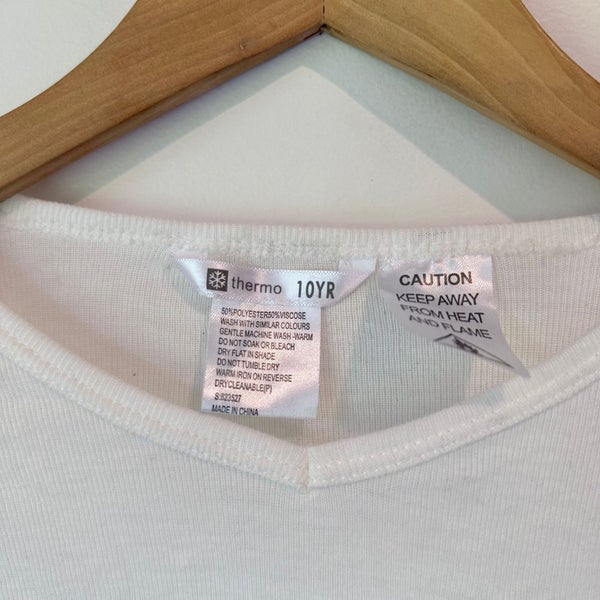 thermo 10YR
50%POLYESTER50%VISCOSE
WASH WITH SIMILAR COLOURS
GENTLE MACHINE WASH -WARM
DO NOT SOAK OR BLEACH
DRY FLAT IN SHADE
DO NOT TUMBLE DRY
WARM IRON ON REVERSE
DRYCLEANABLE(P)
S:823527
MADE IN CHINA
CAUTION
KEEP AWAY
FROM HEAT
AND FLAME